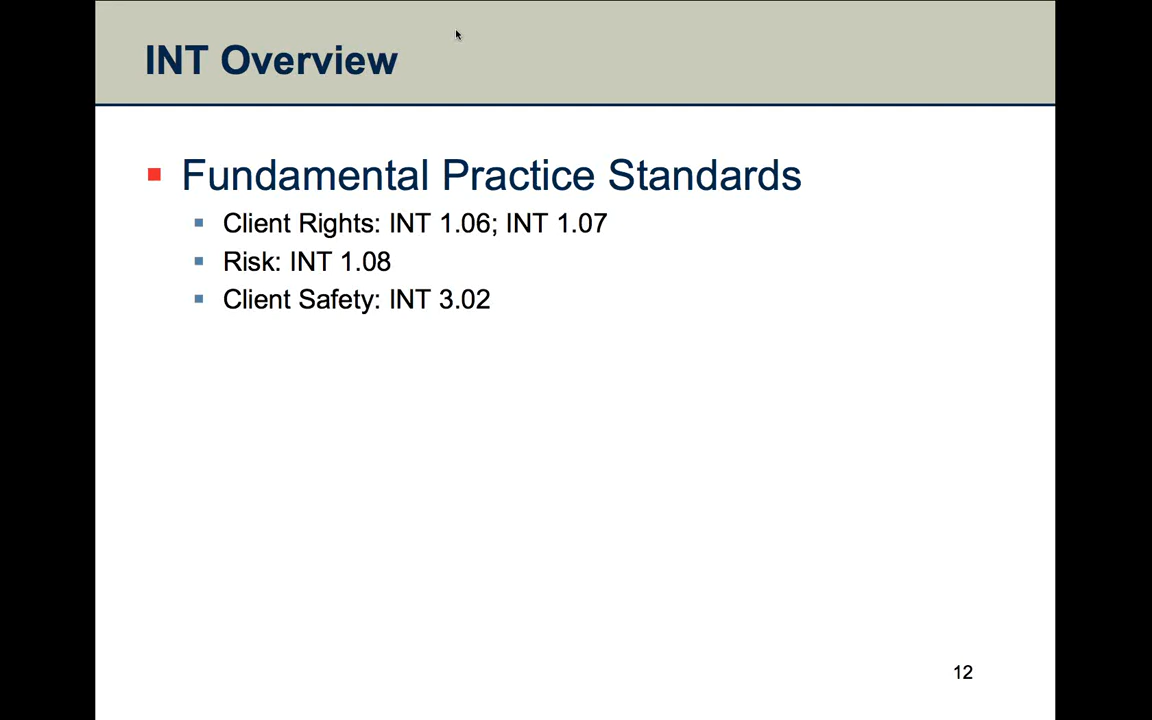 INT Overview
Fundamental Practice Standards
Client Rights: INT 1.06; INT 1.07
Risk: INT 1.08
Client Safety: INT 3.02
12